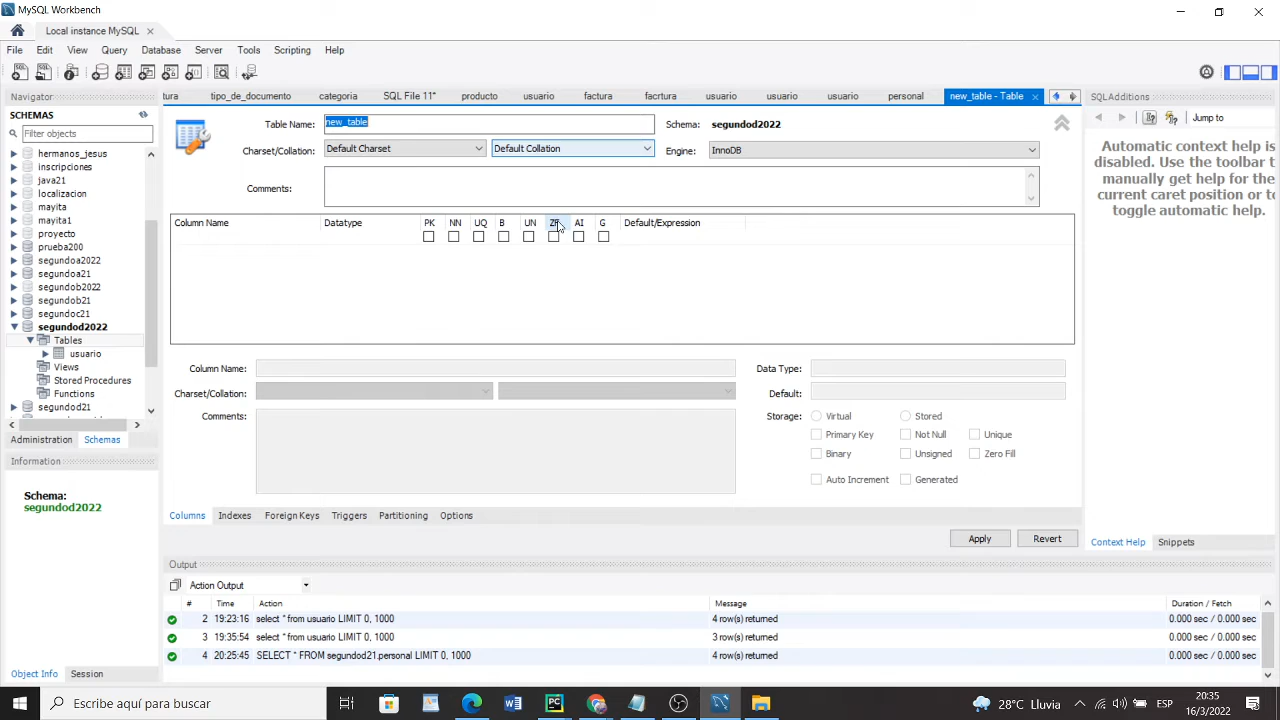 MySQL Workbench
Local instance MySQL
File Edit View Query Database Server Tools Scripting Help
Navigator
SCHEMAS
Filter objects
hermanos_jesus
inscripciones
java21
localizacion
mayita
mayita1
proyecto
prueba200
segundoa2022
segundoa21
segundob2022
segundob21
segundoc21
segundod2022
Tables
usuario
Views
Stored Procedures
Functions
segundod21
Administration Schemas
Information
Schema:
segundod2022
Object Info Session
tura tipo_de_documento categoria SQL File 11* producto usuario factura facrtura usuario usuario usuario personal new_table - Table
Table Name: new_table Schema: segundod2022
Charset/Collation: Default Charset Default Collation Engine: InnoDB
Comments:
Column Name Datatype PK NN UQ B UN ZF AI G Default/Expression
Column Name: Data Type:
Charset/Collation: Default:
Comments: Storage: Virtual Stored
Primary Key Not Null Unique
Binary Unsigned Zero Fill
Auto Increment Generated
Columns Indexes Foreign Keys Triggers Partitioning Options
Apply Revert
Output
Action Output
# Time Action Message Duration / Fetch
2 19:23:16 select * from usuario LIMIT 0, 1000 4 row(s) returned 0.000 sec / 0.000 sec
3 19:35:54 select * from usuario LIMIT 0, 1000 3 row(s) returned 0.000 sec / 0.000 sec
4 20:25:45 SELECT * FROM segundod21.personal LIMIT 0, 1000 4 row(s) returned 0.000 sec / 0.000 sec
SQLAdditions
Jump to
Automatic context help is
disabled. Use the toolbar t
manually get help for the
current caret position or to
toggle automatic help.
Context Help Snippets
Escribe aquí para buscar
28°C Lluvia
ESP
20:35
16/3/2022